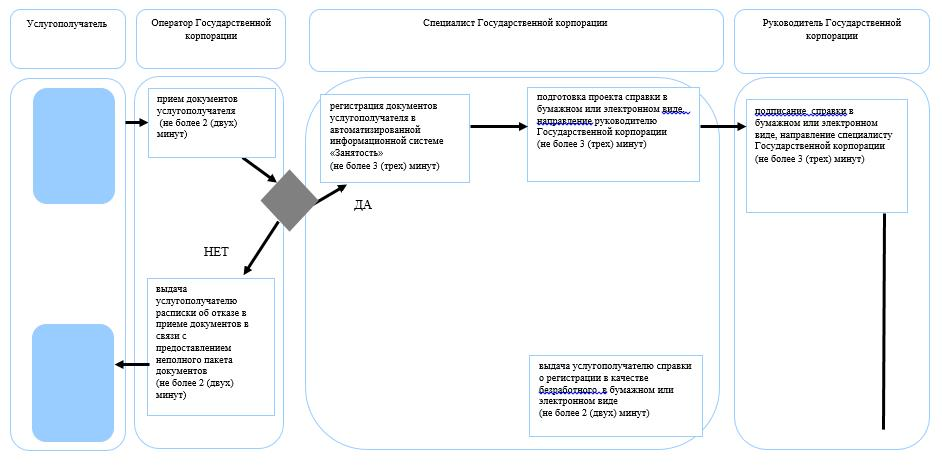 Услугополучатель
Оператор Государственной
корпорации
Специалист Государственной корпорации
Руководитель Государственной
корпорации
прием документов
услугополучателя
(не более 2 (двух)
минут)
регистрация документов
услугополучателя в
автоматизированной
информационной системе
«Занятость»
(не более 3 (трех) минут)
подготовка проекта справки в
бумажном или электронном виде,
направление руководителю
Государственной корпорации
(не более 3 (трех) минут)
подписание справки в
бумажном или электронном
виде, направление специалисту
Государственной корпорации
(не более 3 (трех) минут)
ДА
НЕТ
выдача
услугополучателю
расписки об отказе в
приеме документов в
связи с
предоставлением
неполного пакета
документов
(не более 2 (двух)
минут)
выдача услугополучателю справки
о регистрации в качестве
безработного, в бумажном или
электронном виде
(не более 2 (двух) минут)